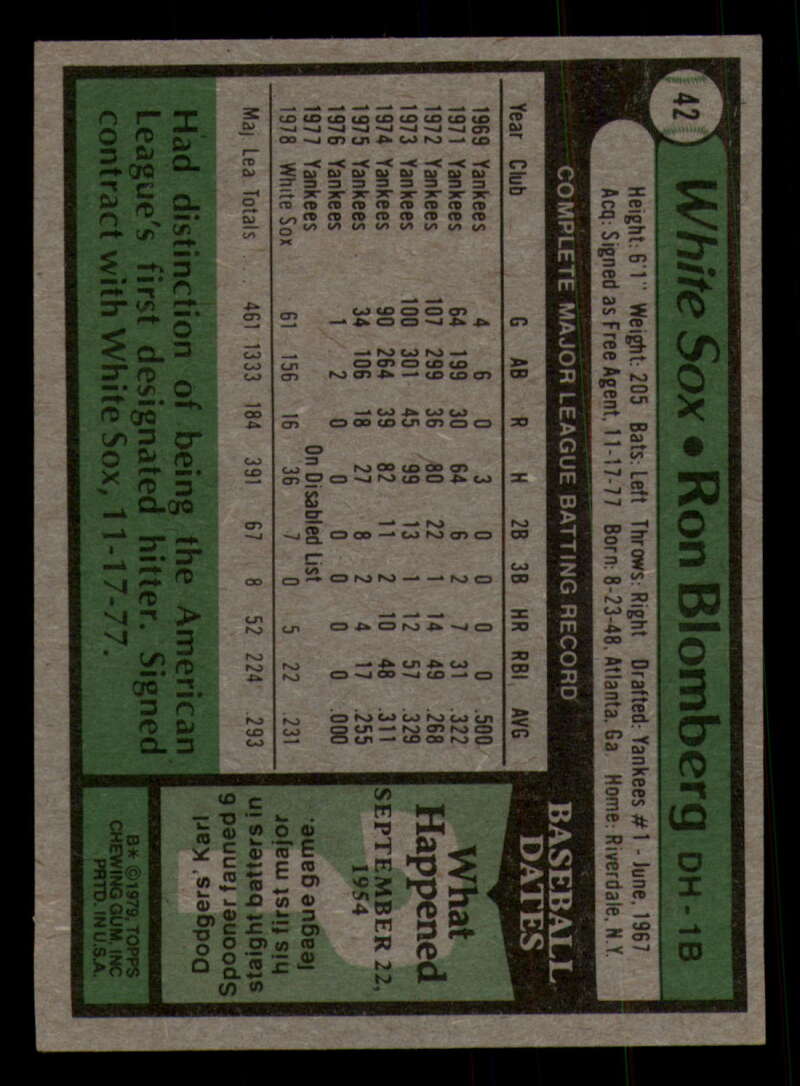 42
White Sox • Ron Blomberg DH-1B
Height: 6'1" Weight: 205 Bats: Left Throws: Right Drafted: Yankees #1 - June, 1967
Acq: Signed as Free Agent, 11-17-77 Born: 8-23-48, Atlanta, Ga Home: Riverdale, N.Y.
COMPLETE MAJOR LEAGUE BATTING RECORD
Year Club G AB R H 2B 3B HR RBI AVG
1969 Yankees 4 6 0 3 0 0 0 0 .500
1971 Yankees 64 199 30 64 6 2 7 31 .322
1972 Yankees 107 299 36 80 22 1 14 49 .268
1973 Yankees 100 301 45 99 13 1 12 57 .329
1974 Yankees 90 264 39 82 11 2 10 48 .311
1975 Yankees 34 106 18 27 8 2 4 17 .255
1976 Yankees 1 2 0 0 0 0 0 0 .000
1977 Yankees On Disabled List
1978 White Sox 61 156 16 36 7 0 5 22 .231
Maj. Lea Totals 461 1333 184 391 67 8 52 224 .293
Had distinction of being the American
League's first designated hitter. Signed
contract with White Sox, 11-17-77.
BASEBALL
DATES
What
Happened
SEPTEMBER 22,
1954
Dodgers' Karl
Spooner fanned 6
staight batters in
his first major
league game.
B* ©1979, TOPPS
CHEWING GUM, INC
PRTD. IN U.S.A.